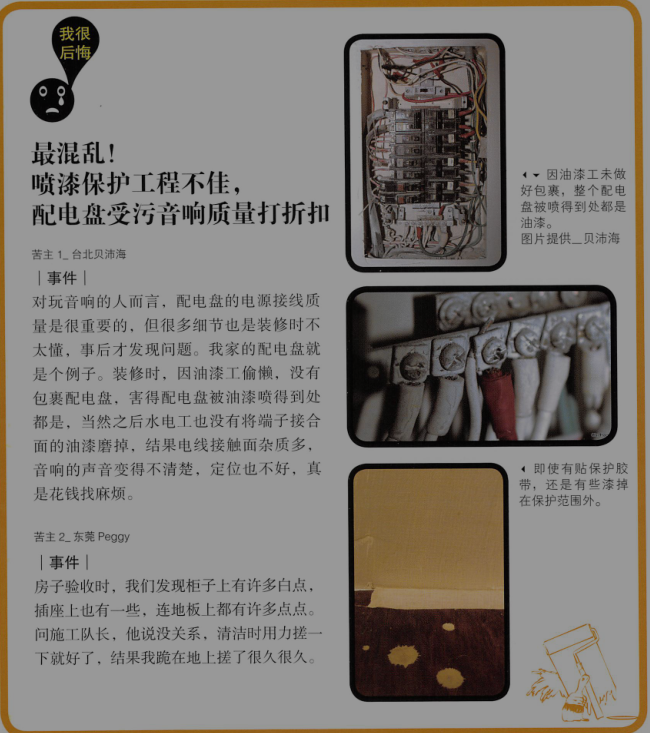 我很
后悔
最混乱！
喷漆保护工程不佳，
配电盘受污音响质量打折扣
苦主 1_ 台北贝沛海
｜事件｜
对玩音响的人而言，配电盘的电源接线质
量是很重要的，但很多细节也是装修时不
太懂，事后才发现问题。我家的配电盘就
是个例子。装修时，因油漆工偷懒，没有
包裹配电盘，害得配电盘被油漆喷得到处
都是，当然之后水电工也没有将端子接合
面的油漆磨掉，结果电线接触面杂质多，
音响的声音变得不清楚，定位也不好，真
是花钱找麻烦。
苦主 2_ 东莞 Peggy
｜事件｜
房子验收时，我们发现柜子上有许多白点，
插座上也有一些，连地板上都有许多点点。
问施工队长，他说没关系，清洁时用力搓一
下就好了，结果我跪在地上搓了很久很久。
因油漆工未做
好包裹，整个配电
盘被喷得到处都是
油漆。
图片提供__贝沛海
即使有贴保护胶
带，还是有些漆掉
在保护范围外。